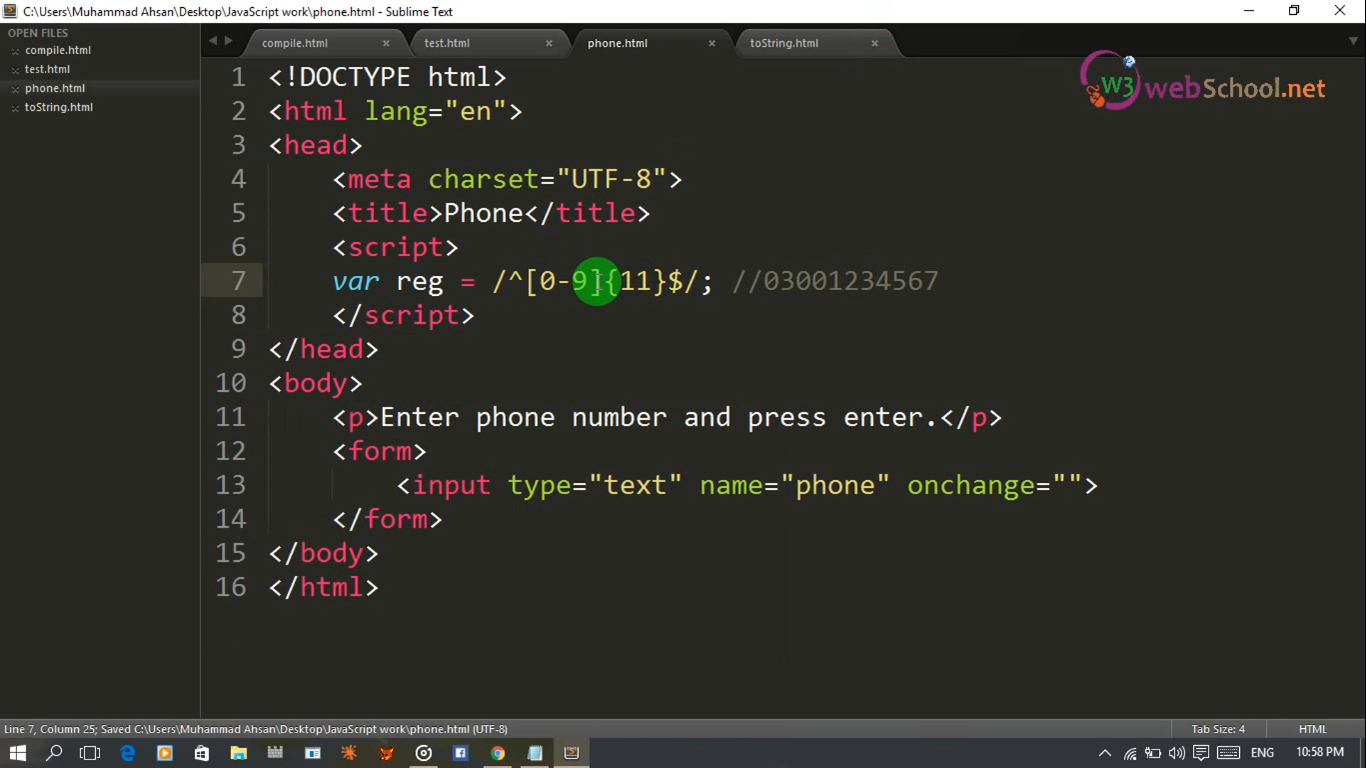 C:\Users\Muhammad Ahsan\Desktop\JavaScript work\phone.html - Sublime Text
OPEN FILES
compile.html
test.html
phone.html
toString.html
compile.html × test.html × phone.html × toString.html ×
W3 webSchool.net
1 <!DOCTYPE html>
2 <html lang="en">
3 <head>
4 <meta charset="UTF-8">
5 <title>Phone</title>
6 <script>
7 var reg = /^[0-9]{11}$/; //03001234567
8 </script>
9 </head>
10 <body>
11 <p>Enter phone number and press enter.</p>
12 <form>
13 <input type="text" name="phone" onchange="">
14 </form>
15 </body>
16 </html>
Line 7, Column 25; Saved C:\Users\Muhammad Ahsan\Desktop\JavaScript work\phone.html (UTF-8) Tab Size: 4 HTML
ENG 10:58 PM